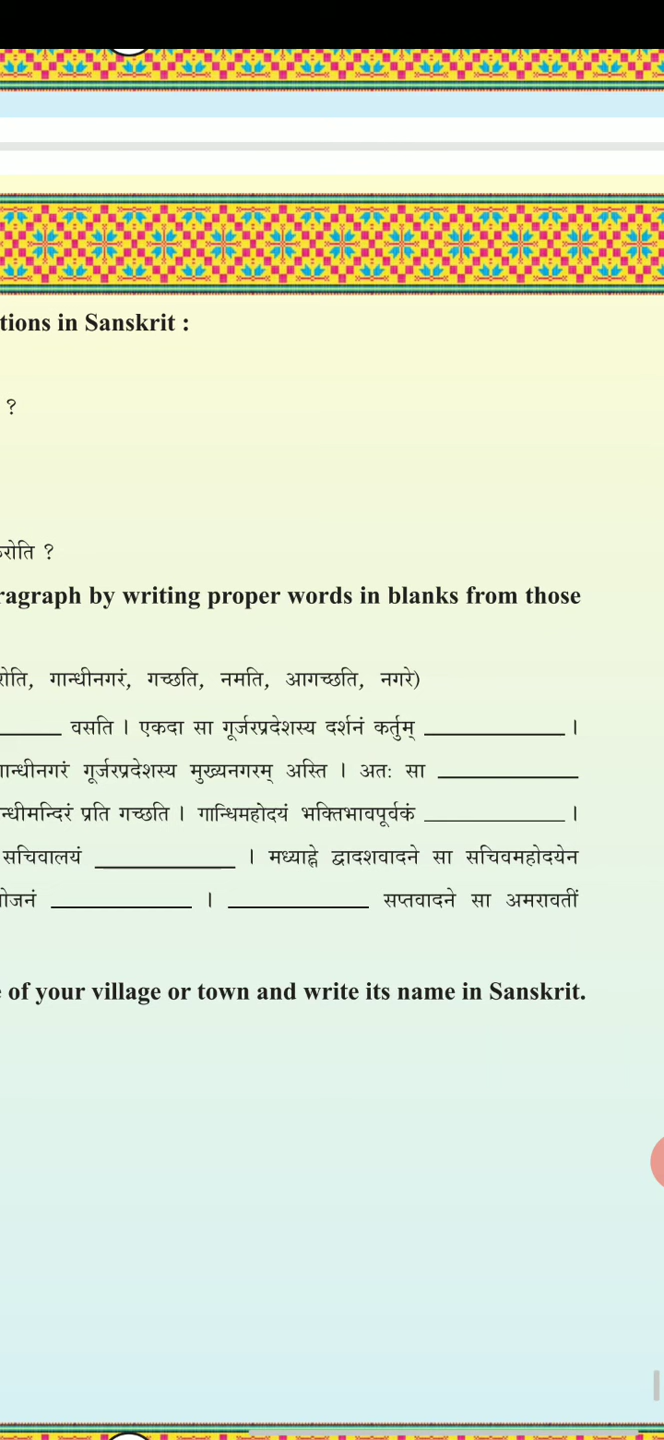 tions in Sanskrit :
?
रोति ?
ragraph by writing proper words in blanks from those
रोति, गान्धीनगरं, गच्छति, नमति, आगच्छति, नगरे)
______ वसति । एकदा सा गूर्जरप्रदेशस्य दर्शनं कर्तुम् ____________ ।
गान्धीनगरं गूर्जरप्रदेशस्य मुख्यनगरम् अस्ति । अतः सा ____________
न्धीमन्दिरं प्रति गच्छति । गान्धिमहोदयं भक्तिभावपूर्वकं ____________ ।
सचिवालयं ____________ । मध्याह्ने द्वादशवादने सा सचिवमहोदयेन
ोजनं ____________ । ____________ सप्तवादने सा अमरावतीं
of your village or town and write its name in Sanskrit.